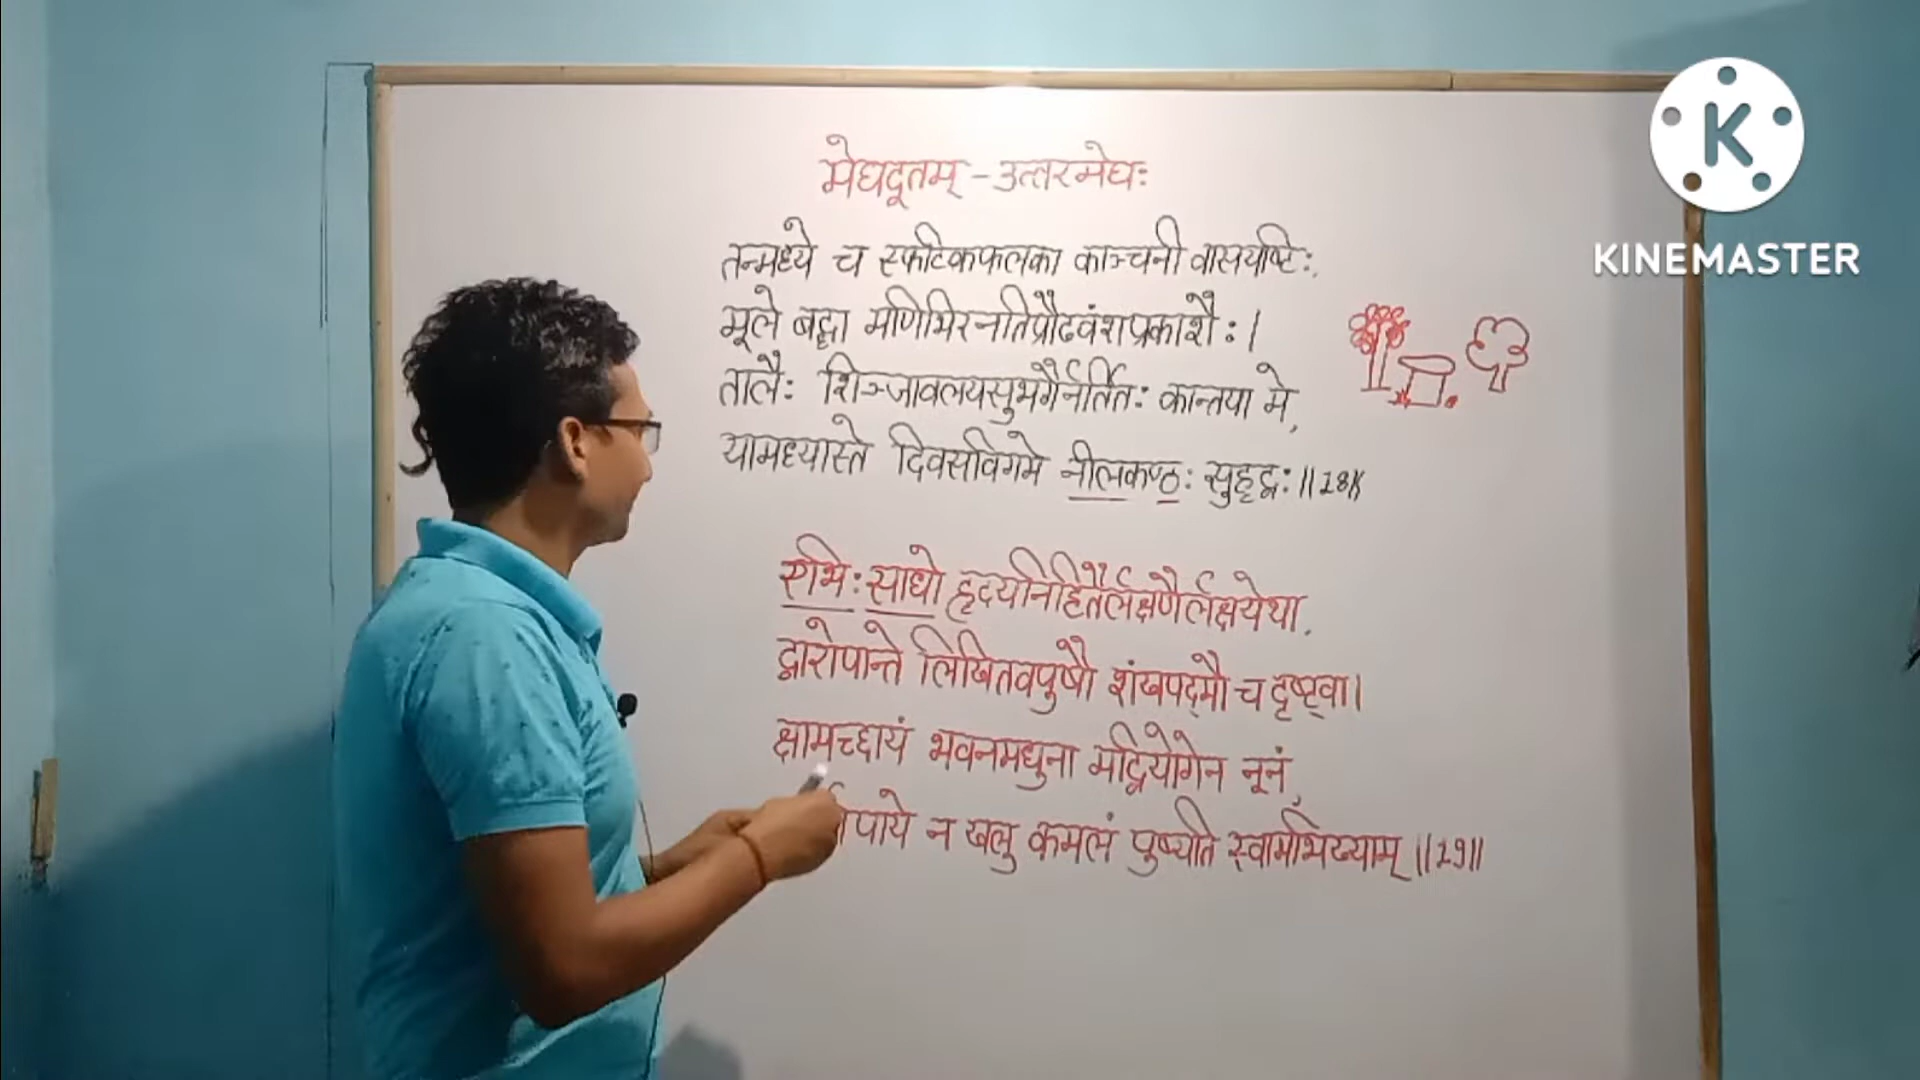 मेघदूतम् - उत्तरमेघः
तन्मध्ये च स्फटिकफलका काञ्चनी वासयष्टिः,
मूले बद्धा मणिभिरनतिप्रौढवंशप्रकाशैः।
तालैः शिञ्जावलयसुभगैर्नर्तितः कान्तया मे,
यामध्यास्ते दिवसविगमे नीलकण्ठः सुहृद्वः॥18॥
एभिः साधो हृदयनिहितैर्लक्षणैर्लक्षयेथा,
द्वारोपान्ते लिखितवपुषौ शंखपद्मौ च दृष्ट्वा।
क्षामच्छायं भवनमधुना मद्वियोगेन नूनं,
पाये न खलु कमलं पुष्यति स्वामभिख्याम्॥19॥
K
KINEMASTER